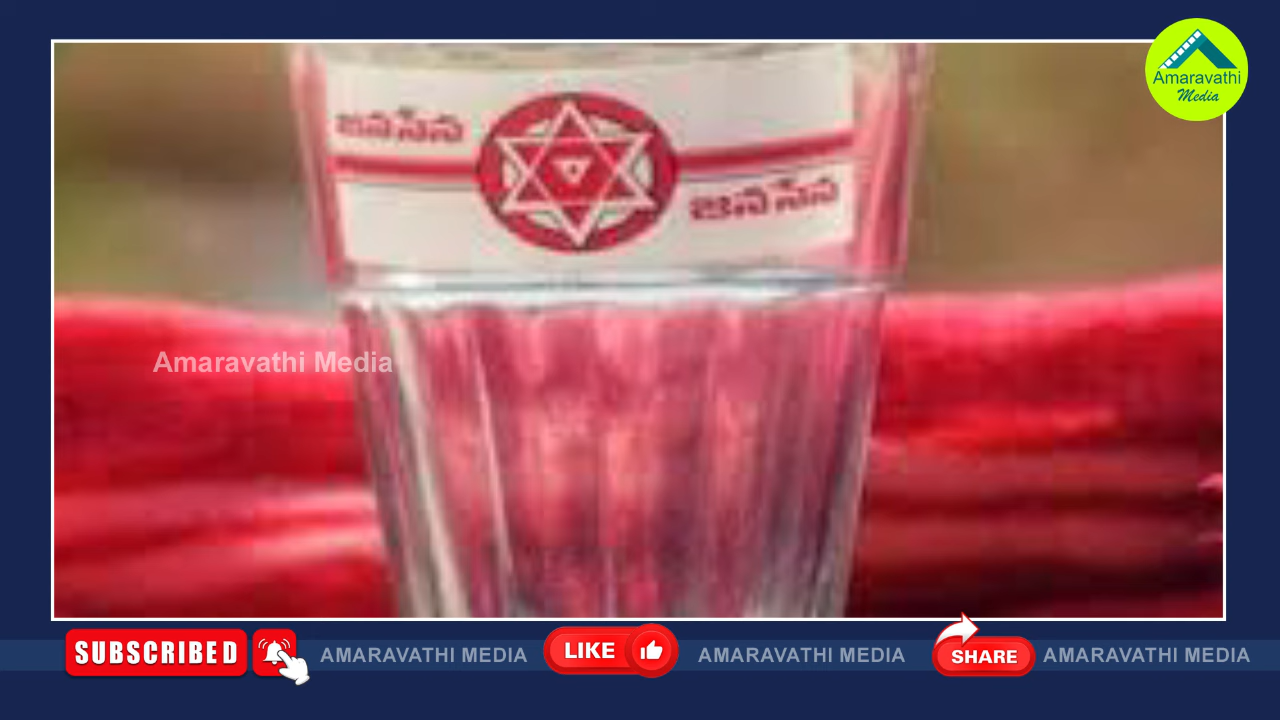 Amaravathi
Media
జనసేన
జనసేన
Amaravathi Media
SUBSCRIBED
AMARAVATHI MEDIA
LIKE
AMARAVATHI MEDIA
SHARE
AMARAVATHI MEDIA